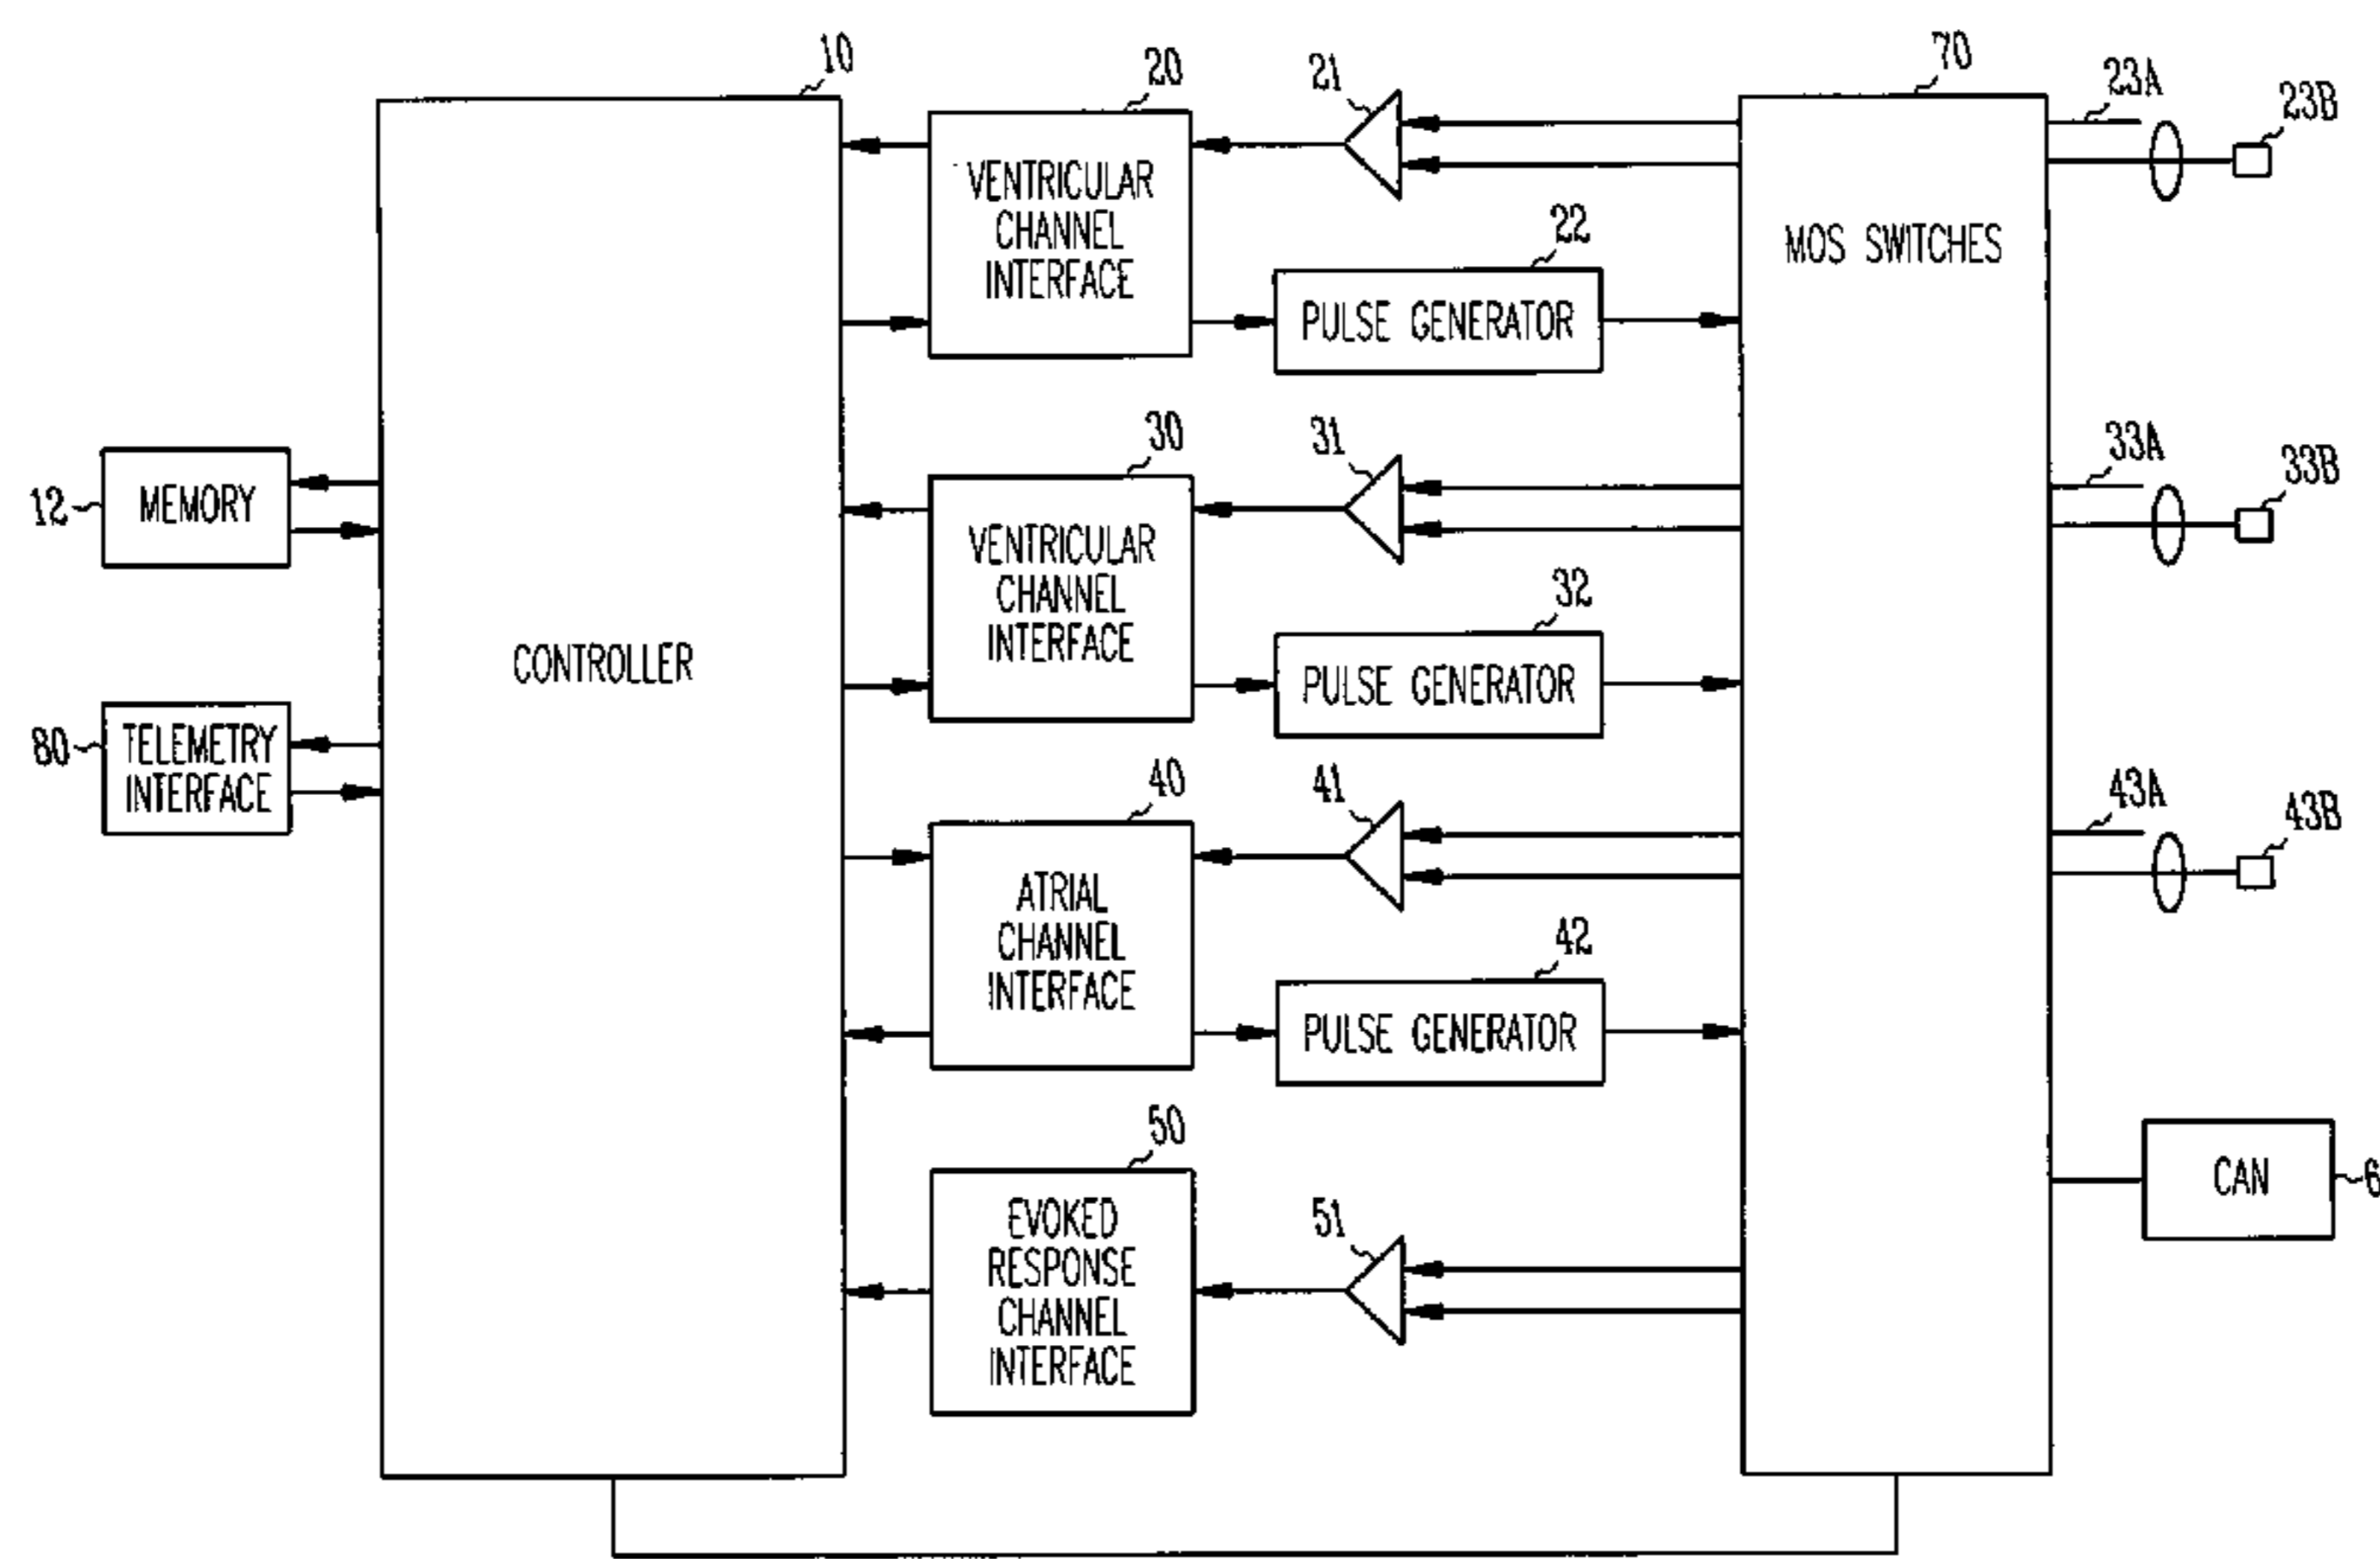 10
20
21
70
23A
23B
VENTRICULAR
CHANNEL
INTERFACE
22
PULSE GENERATOR
MOS SWITCHES
30
31
33A
33B
12
MEMORY
VENTRICULAR
CHANNEL
INTERFACE
32
PULSE GENERATOR
CONTROLLER
80
TELEMETRY
INTERFACE
40
41
43A
43B
ATRIAL
CHANNEL
INTERFACE
42
PULSE GENERATOR
50
51
EVOKED
RESPONSE
CHANNEL
INTERFACE
CAN